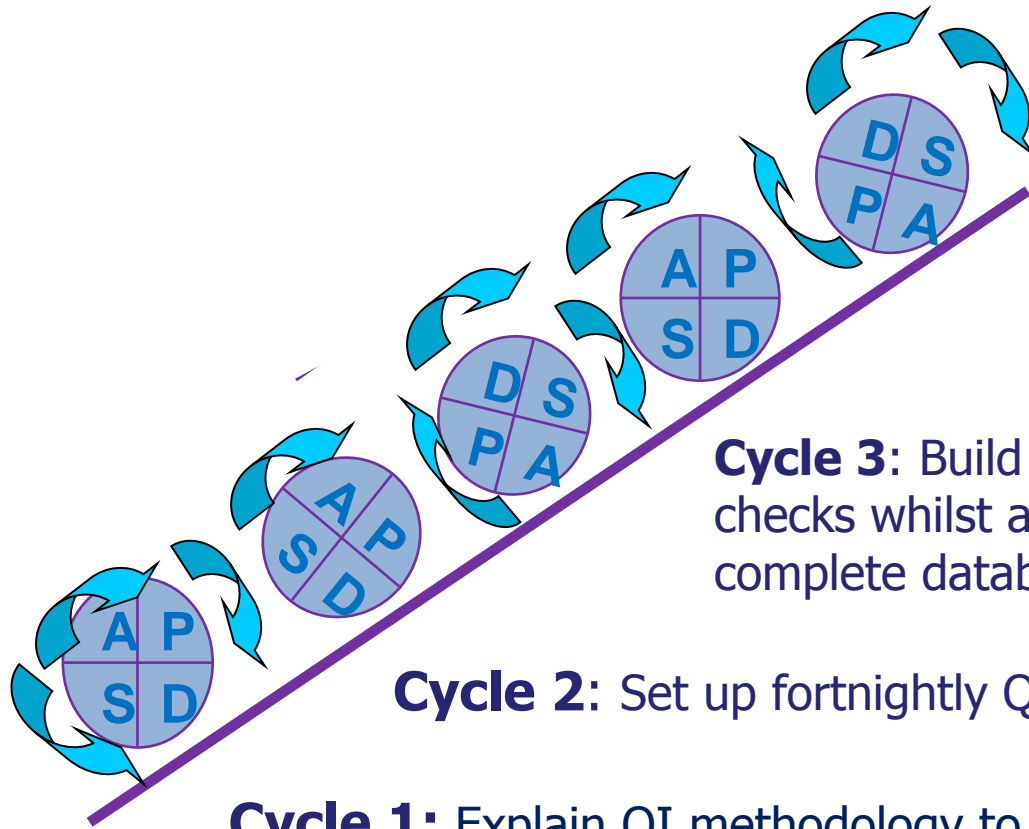 D S
P A
A P
S D
D S
P A
A P
S D
A P
S D
Cycle 3: Build
checks whilst a
complete datab
Cycle 2: Set up fortnightly Q
Cycle 1: Explain QI methodology to